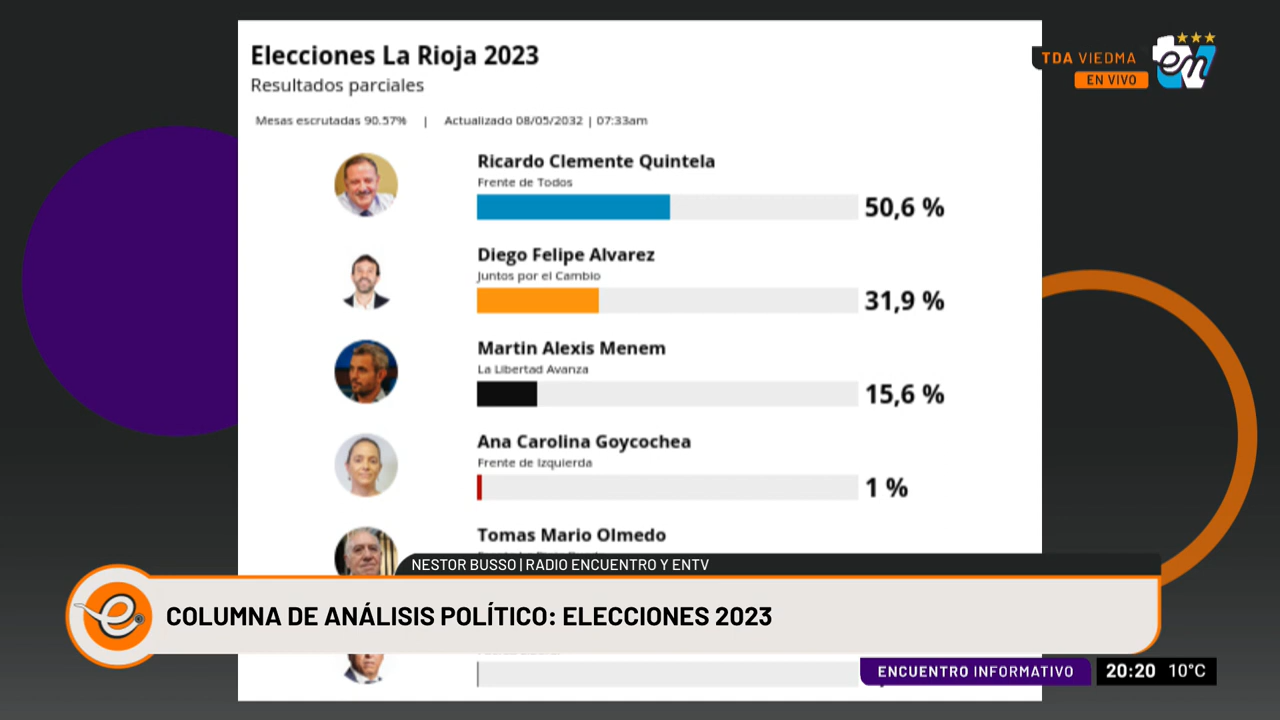 Elecciones La Rioja 2023
Resultados parciales
Mesas escrutadas 90.57% | Actualizado 08/05/2032 | 07:33am
TDA VIEDMA
EN VIVO
en
Ricardo Clemente Quintela
Frente de Todos
50,6 %
Diego Felipe Alvarez
Juntos por el Cambio
31,9 %
Martin Alexis Menem
La Libertad Avanza
15,6 %
Ana Carolina Goycochea
Frente de Izquierda
1 %
Tomas Mario Olmedo
NESTOR BUSSO | RADIO ENCUENTRO Y ENTV
e
COLUMNA DE ANÁLISIS POLÍTICO: ELECCIONES 2023
ENCUENTRO INFORMATIVO
20:20 10°C